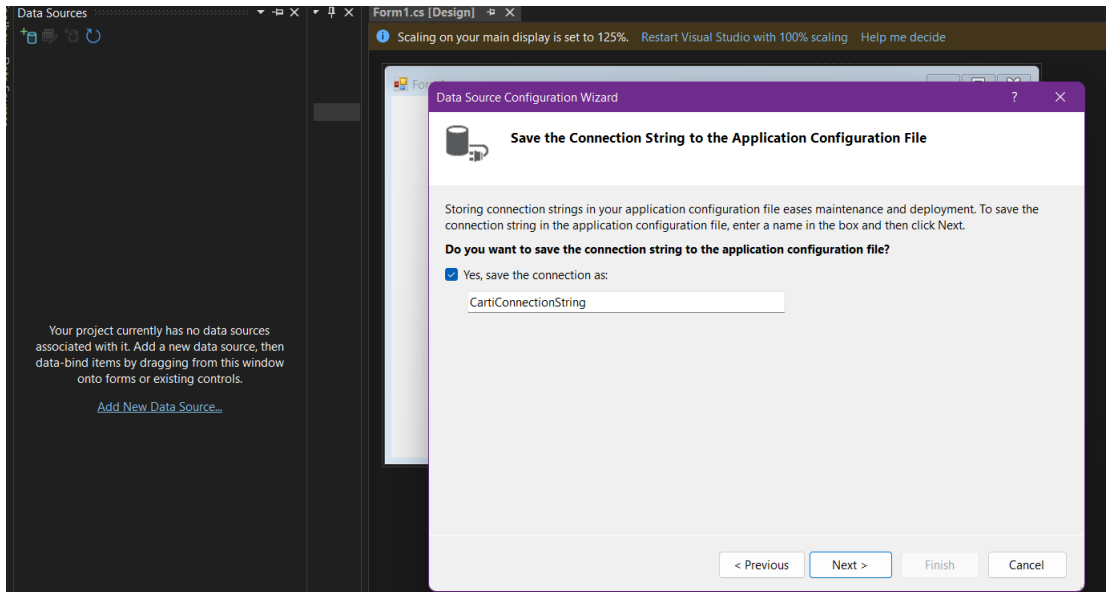 Data Sources
Form1.cs [Design]
Scaling on your main display is set to 125%. Restart Visual Studio with 100% scaling Help me decide
Data Source Configuration Wizard
Save the Connection String to the Application Configuration File
Storing connection strings in your application configuration file eases maintenance and deployment. To save the
connection string in the application configuration file, enter a name in the box and then click Next.
Do you want to save the connection string to the application configuration file?
Yes, save the connection as:
CartiConnectionString
Your project currently has no data sources
associated with it. Add a new data source, then
data-bind items by dragging from this window
onto forms or existing controls.
Add New Data Source...
< Previous
Next >
Finish
Cancel